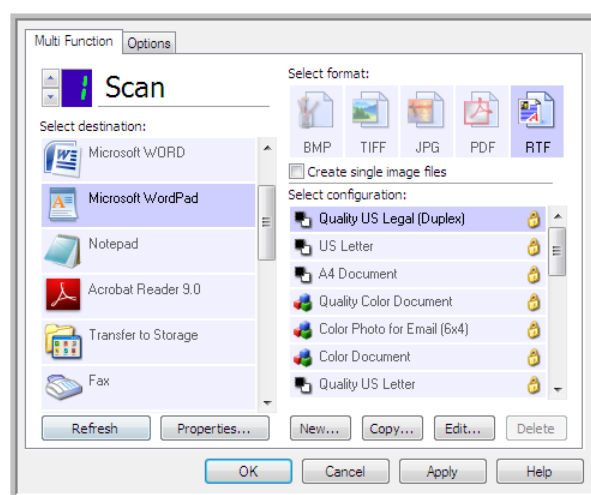 Multi Function
Options
1
Scan
Select destination:
Microsoft WORD
Microsoft WordPad
Notepad
Acrobat Reader 9.0
Transfer to Storage
Fax
Refresh
Properties...
Select format:
BMP TIFF JPG PDF RTF
Create single image files
Select configuration:
Quality US Legal (Duplex)
US Letter
A4 Document
Quality Color Document
Color Photo for Email (6x4)
Color Document
Quality US Letter
New... Copy... Edit... Delete
OK Cancel Apply Help